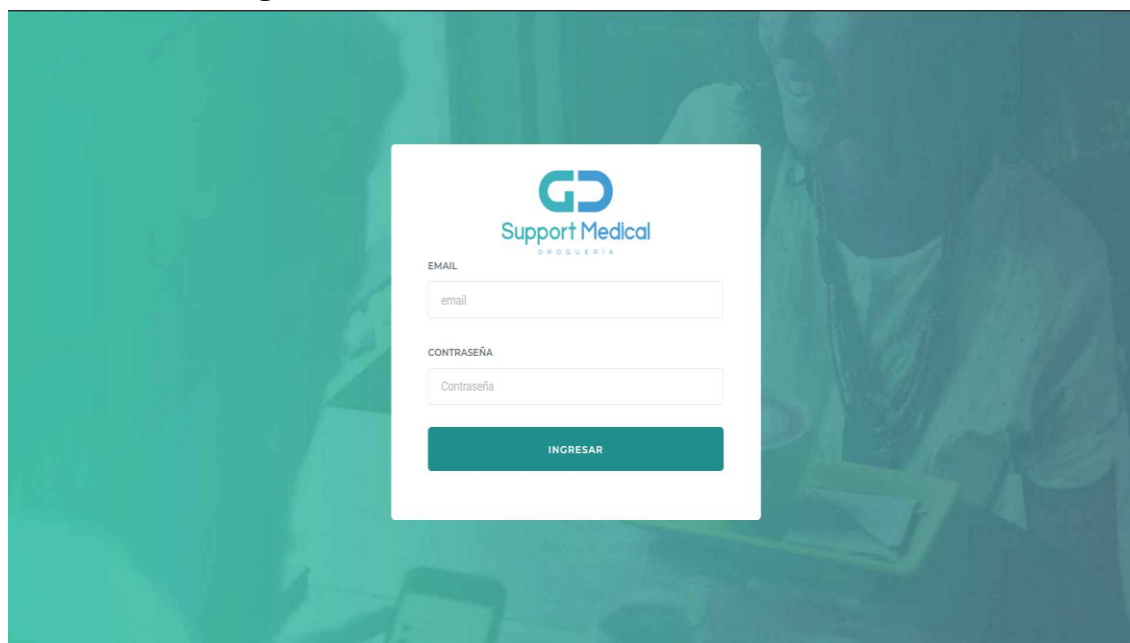 Support Medical
DROGUERÍA
EMAIL
email
CONTRASEÑA
Contraseña
INGRESAR